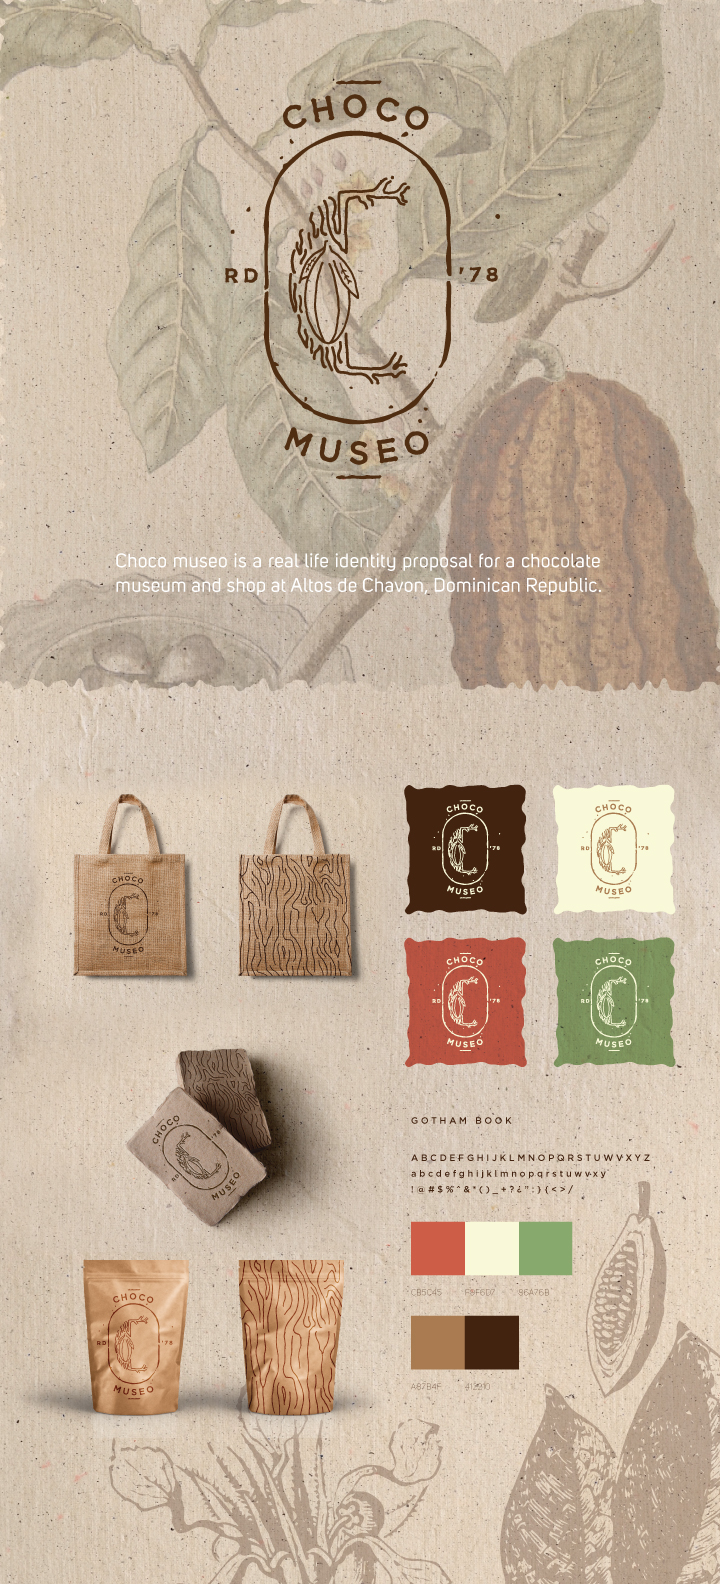 CHOCO
RD '78
MUSEO
Choco museo is a real life identity proposal for a chocolate
museum and shop at Altos de Chavon, Dominican Republic.
CHOCO
RD '78
MUSEO
CHOCO
RD '78
MUSEO
CHOCO
RD '78
MUSEO
CHOCO
RD '78
MUSEO
CHOCO
RD '78
MUSEO
CHOCO
RD '78
MUSEO
GOTHAM BOOK
ABCDEFGHIJKLMNOPQRSTUWVXYZ
abcdefghijklmnopqrstuwvxy
!@#$%^&*()_+?¿":}{<>/
CB5C45 86A76B
A87B4F
CHOCO
RD '78
MUSEO